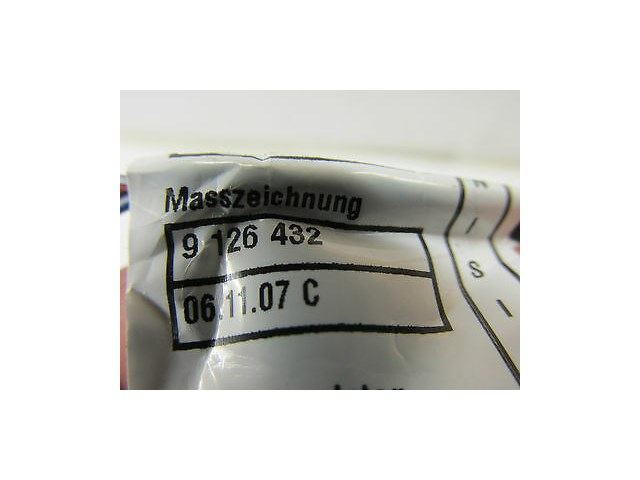 Masszeichnung
9 126 432
06.11.07 C
S
I